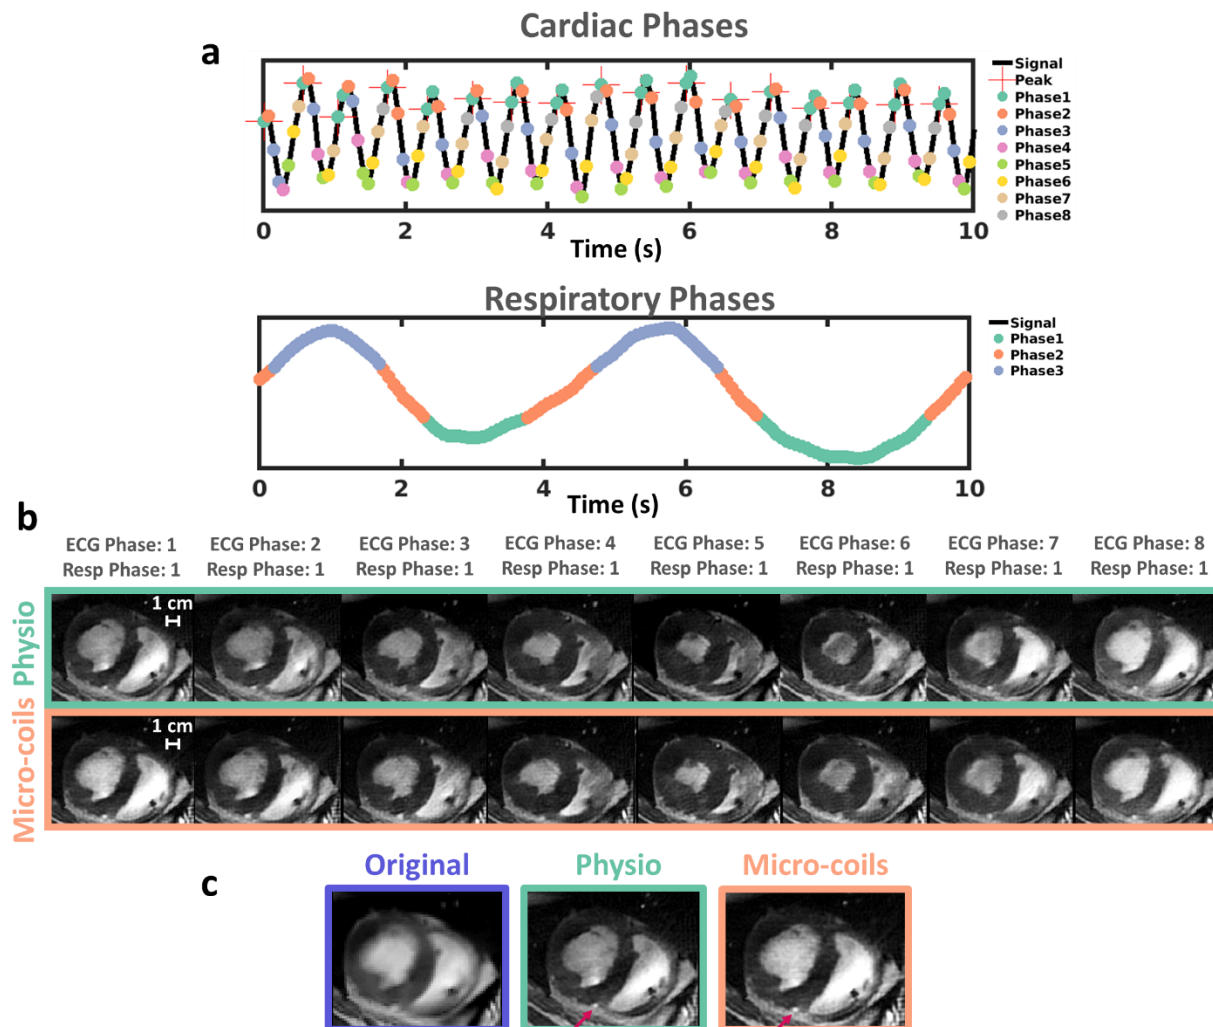 Cardiac Phases
a
Signal
Peak
Phase1
Phase2
Phase3
Phase4
Phase5
Phase6
Phase7
Phase8
0 2 4 6 8 10
Time (s)
Respiratory Phases
Signal
Phase1
Phase2
Phase3
0 2 4 6 8 10
Time (s)
b
ECG Phase: 1 ECG Phase: 2 ECG Phase: 3 ECG Phase: 4 ECG Phase: 5 ECG Phase: 6 ECG Phase: 7 ECG Phase: 8
Resp Phase: 1 Resp Phase: 1 Resp Phase: 1 Resp Phase: 1 Resp Phase: 1 Resp Phase: 1 Resp Phase: 1 Resp Phase: 1
Physio
1 cm
Micro-coils
1 cm
c
Original Physio Micro-coils